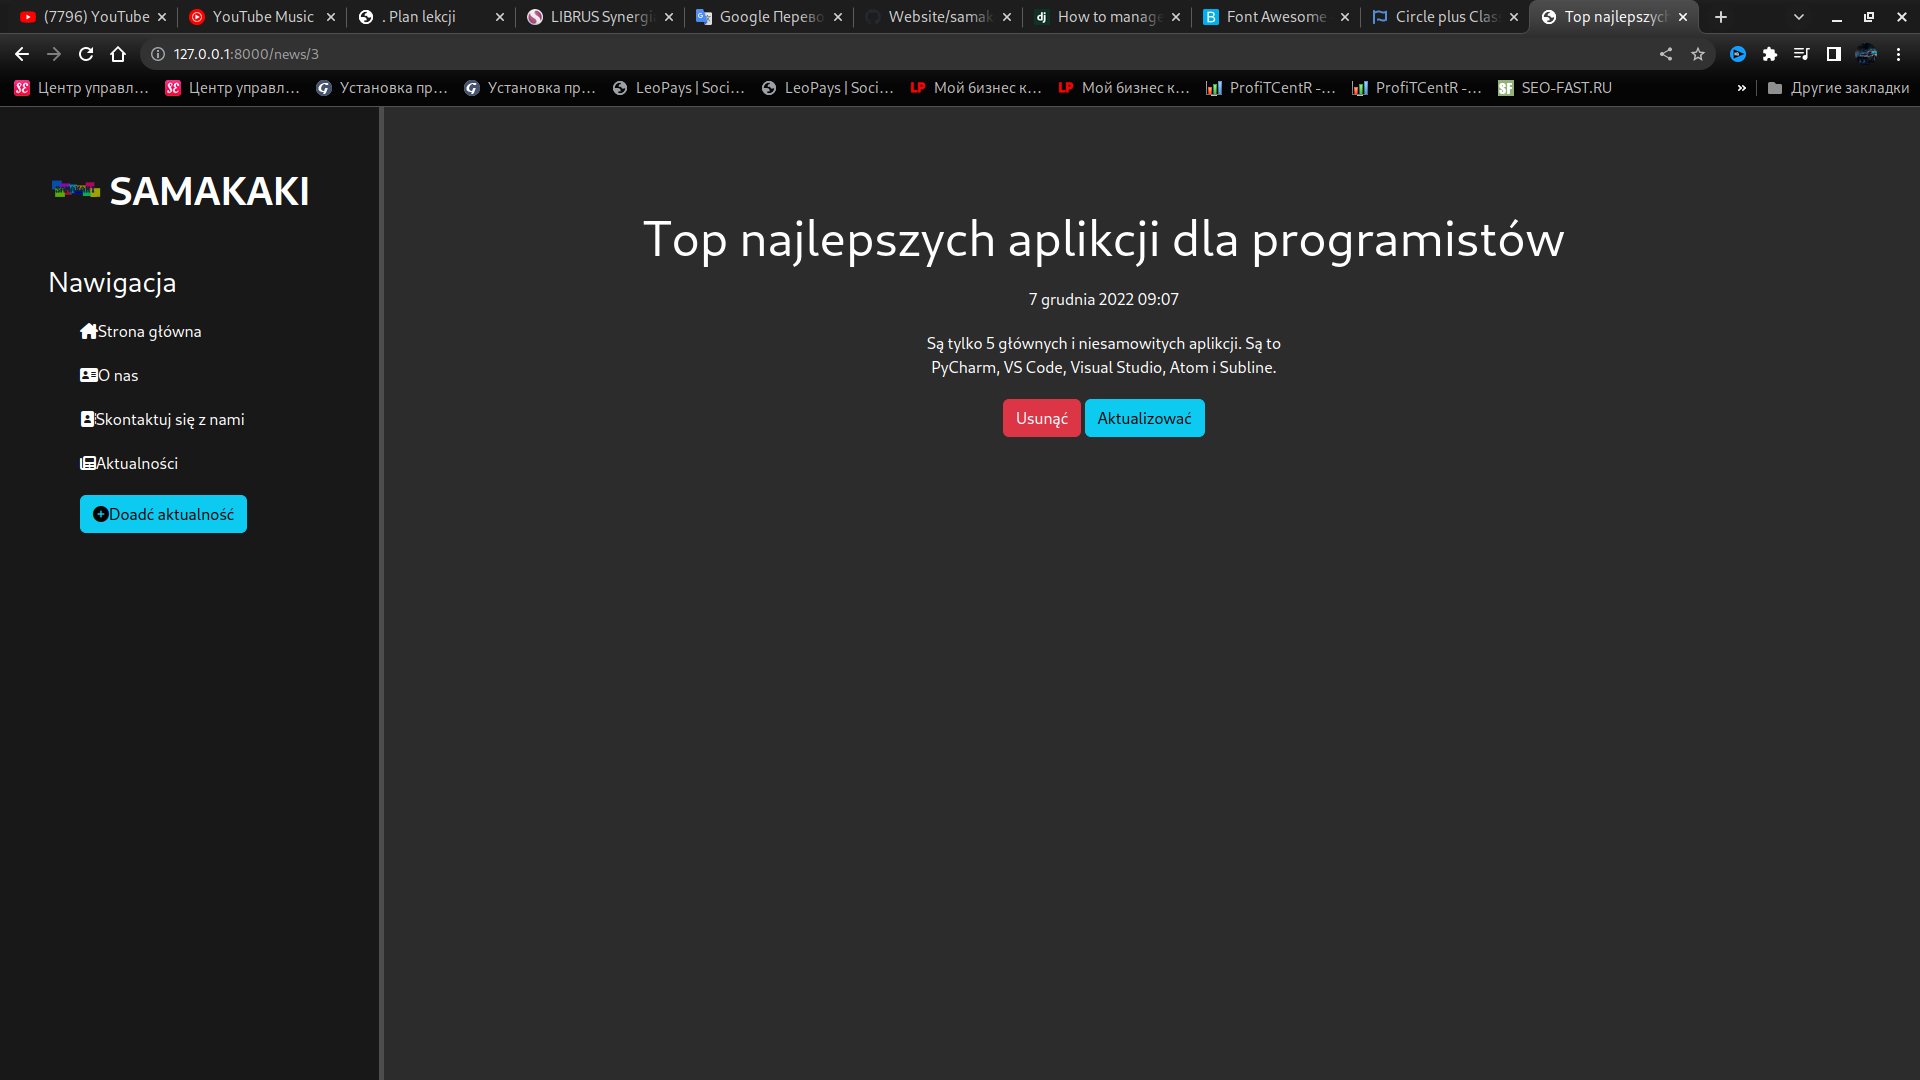 (7796) YouTube
YouTube Music
. Plan lekcji
LIBRUS Synergia
Google Перево
Website/samak
How to manage
Font Awesome
Circle plus Clas
Top najlepszych
127.0.0.1:8000/news/3
Центр управл...
Центр управл...
Установка пр...
Установка пр...
LeoPays | Soci...
LeoPays | Soci...
Мой бизнес к...
Мой бизнес к...
ProfiTCentR -...
ProfiTCentR -...
SEO-FAST.RU
»
Другие закладки
SAMAKAKI
Nawigacja
Strona główna
O nas
Skontaktuj się z nami
Aktualności
Doadć aktualność
Top najlepszych aplikcji dla programistów
7 grudnia 2022 09:07
Są tylko 5 głównych i niesamowitych aplikcji. Są to
PyCharm, VS Code, Visual Studio, Atom i Subline.
Usunąć
Aktualizować